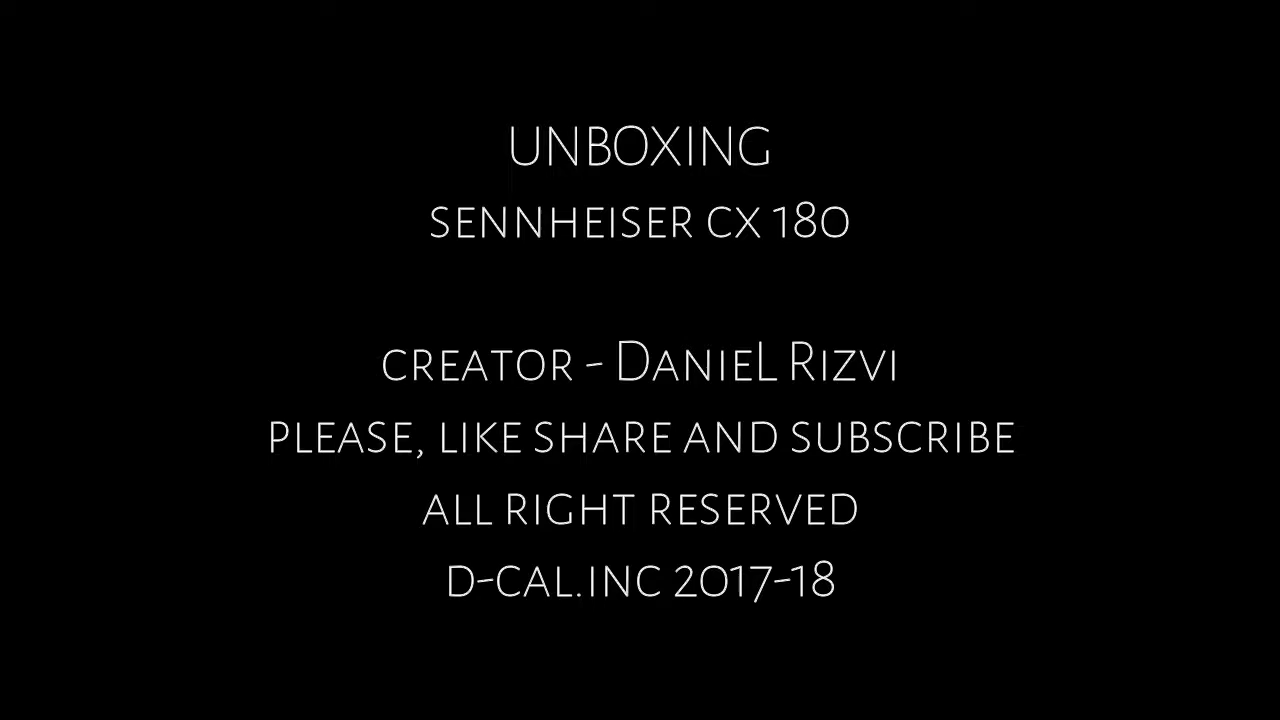 UNBOXING
SENNHEISER CX 180
CREATOR - DANIEL RIZVI
PLEASE, LIKE SHARE AND SUBSCRIBE
ALL RIGHT RESERVED
D-CAL.INC 2017-18